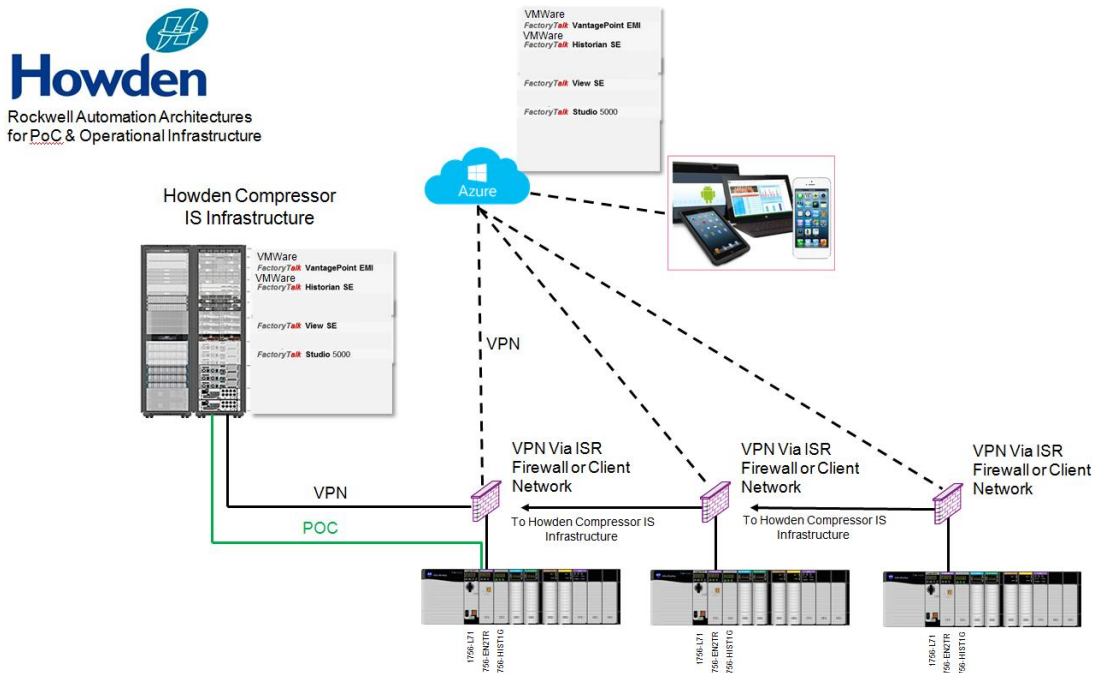 Howden
Rockwell Automation Architectures
for PoC & Operational Infrastructure
VMWare
FactoryTalk VantagePoint EMI
VMWare
FactoryTalk Historian SE
FactoryTalk View SE
FactoryTalk Studio 5000
Azure
Howden Compressor
IS Infrastructure
VMWare
FactoryTalk VantagePoint EMI
VMWare
FactoryTalk Historian SE
FactoryTalk View SE
FactoryTalk Studio 5000
VPN
VPN Via ISR
Firewall or Client
Network
VPN Via ISR
Firewall or Client
Network
VPN Via ISR
Firewall or Client
Network
VPN
POC
To Howden Compressor IS
Infrastructure
To Howden Compressor IS
Infrastructure
1756-L71
756-EN2TR
756-HIST1G
1756-L71
756-EN2TR
756-HIST1G
1756-L71
756-EN2TR
756-HIST1G